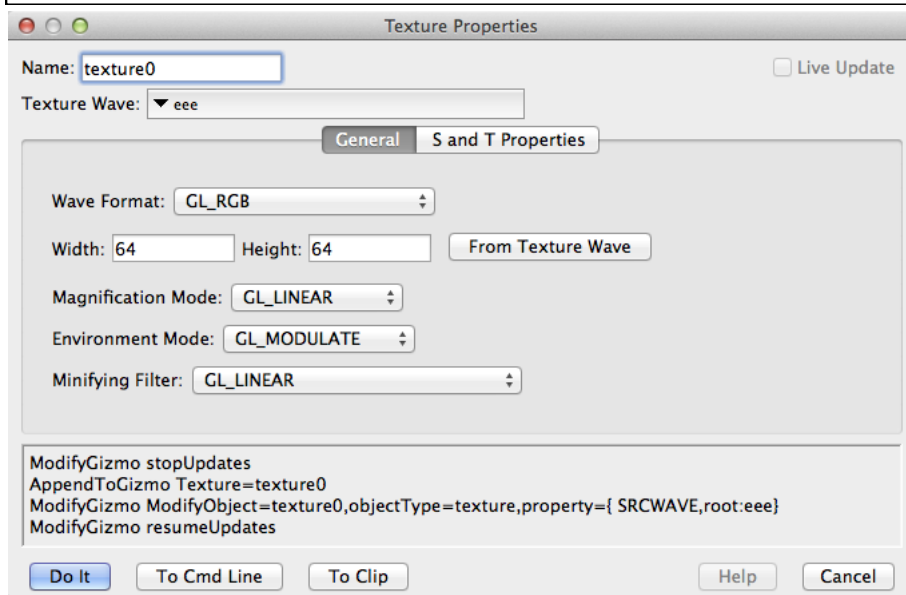 Texture Properties
Name: texture0
Live Update
Texture Wave: eee
General S and T Properties
Wave Format: GL_RGB
Width: 64 Height: 64 From Texture Wave
Magnification Mode: GL_LINEAR
Environment Mode: GL_MODULATE
Minifying Filter: GL_LINEAR
ModifyGizmo stopUpdates
AppendToGizmo Texture=texture0
ModifyGizmo ModifyObject=texture0,objectType=texture,property={ SRCWAVE,root:eee}
ModifyGizmo resumeUpdates
Do It To Cmd Line To Clip Help Cancel